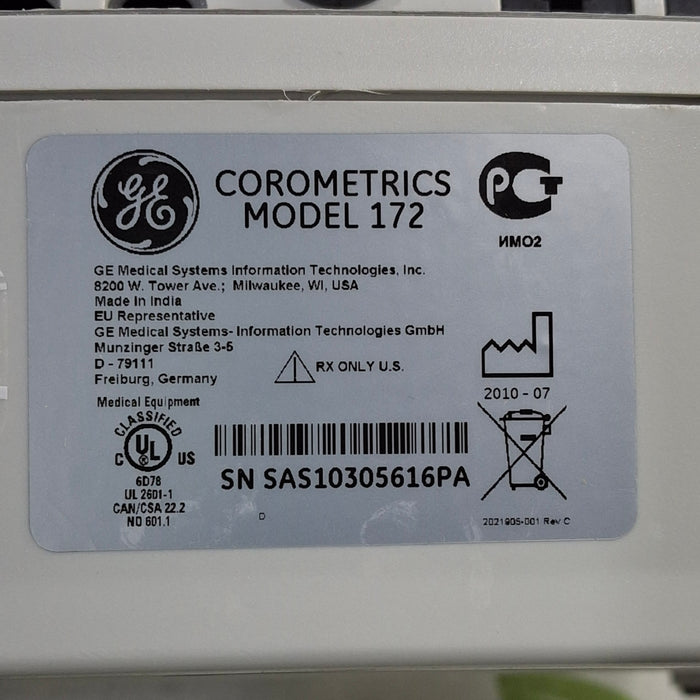 GE
COROMETRICS
MODEL 172
РСТ
ИМО2
GE Medical Systems Information Technologies, Inc.
8200 W. Tower Ave.; Milwaukee, WI, USA
Made in India
EU Representative
GE Medical Systems- Information Technologies GmbH
Munzinger Straße 3-5
D - 79111
Freiburg, Germany
RX ONLY U.S.
2010 - 07
Medical Equipment
CLASSIFIED
C UL US
6D78
UL 2601-1
CAN/CSA 22.2
NO 601.1
SN SAS10305616PA
D
2021905-001 Rev C